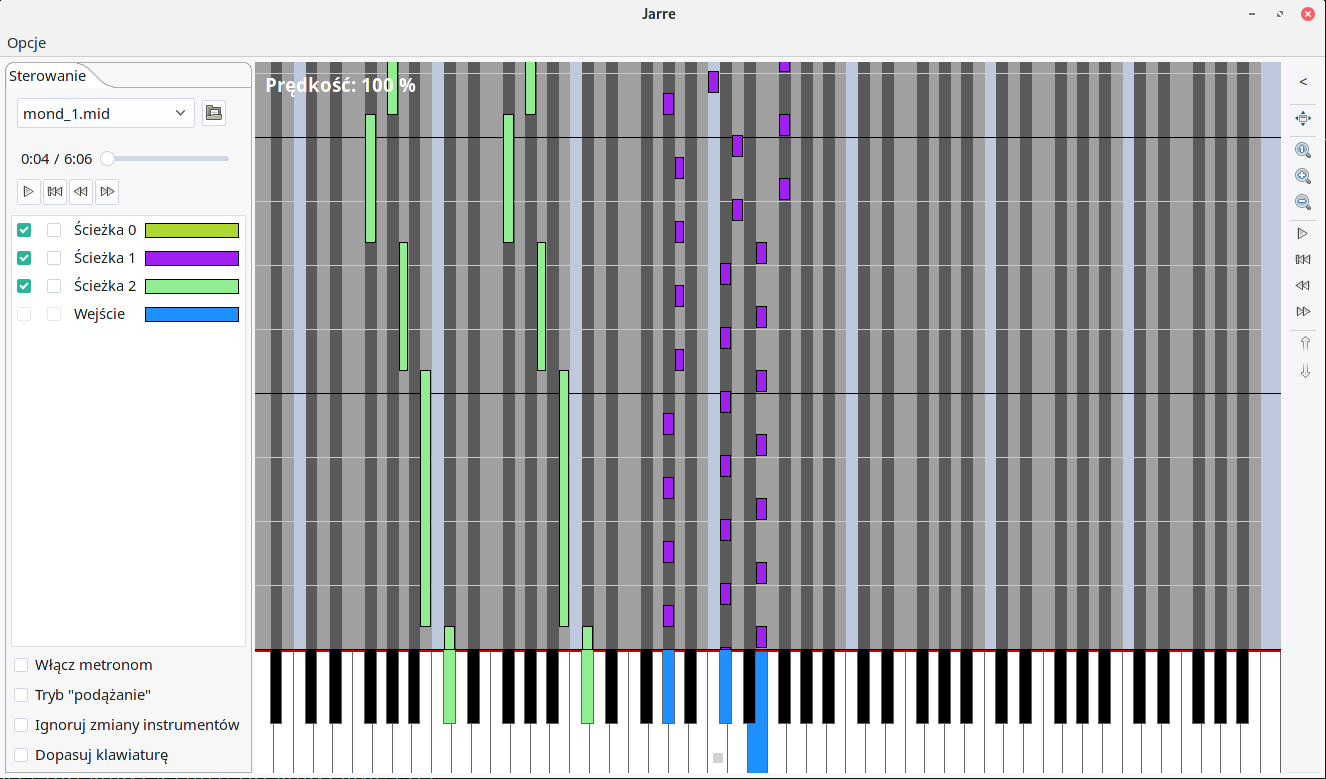 Jarre
Opcje
Sterowanie
mond_1.mid
0:04 / 6:06
Ścieżka 0
Ścieżka 1
Ścieżka 2
Wejście
Włącz metronom
Tryb "podążanie"
Ignoruj zmiany instrumentów
Dopasuj klawiaturę
Prędkość: 100 %
<